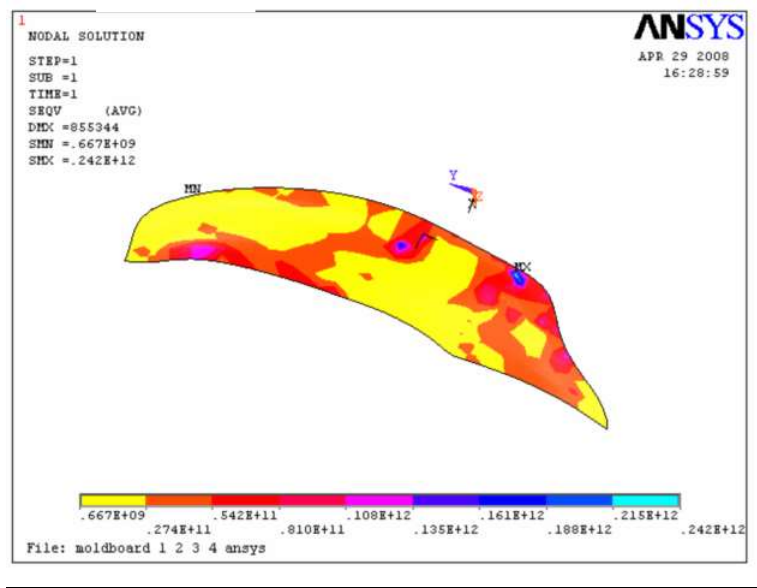 1
NODAL SOLUTION
STEP=1
SUB =1
TIME=1
SEQV (AVG)
DMX =855344
SMN =.667E+09
SMX =.242E+12
ANSYS
APR 29 2008
16:28:59
Y
Z
X
MN
MX
.667E+09 .542E+11 .108E+12 .161E+12 .215E+12
.274E+11 .810E+11 .135E+12 .188E+12 .242E+12
File: moldboard 1 2 3 4 ansys